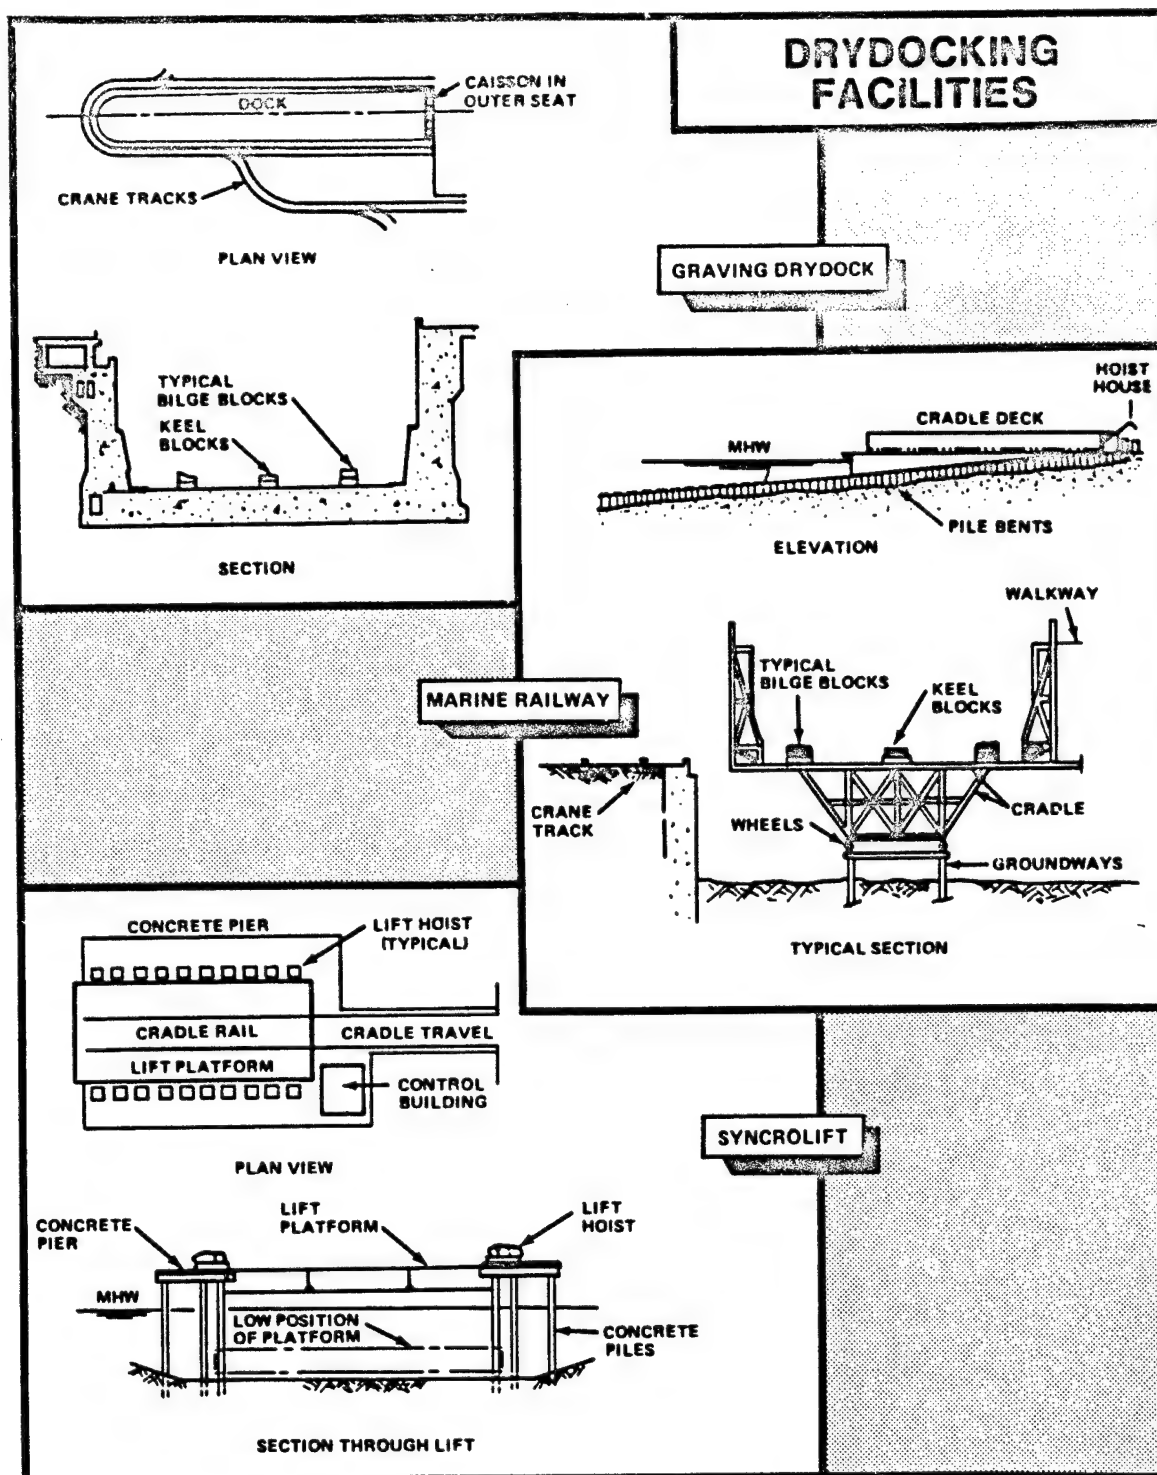 DRYDOCKING
FACILITIES
CAISSON IN
OUTER SEAT
DOCK
CRANE TRACKS
PLAN VIEW
GRAVING DRYDOCK
TYPICAL
BILGE BLOCKS
KEEL
BLOCKS
SECTION
HOIST
HOUSE
CRADLE DECK
MHW
PILE BENTS
ELEVATION
WALKWAY
TYPICAL
BILGE BLOCKS
KEEL
BLOCKS
MARINE RAILWAY
CRANE
TRACK
WHEELS
CRADLE
GROUNDWAYS
TYPICAL SECTION
CONCRETE PIER
LIFT HOIST
(TYPICAL)
CRADLE RAIL
CRADLE TRAVEL
LIFT PLATFORM
CONTROL
BUILDING
PLAN VIEW
SYNCROLIFT
CONCRETE
PIER
LIFT
PLATFORM
LIFT
HOIST
MHW
LOW POSITION
OF PLATFORM
CONCRETE
PILES
SECTION THROUGH LIFT